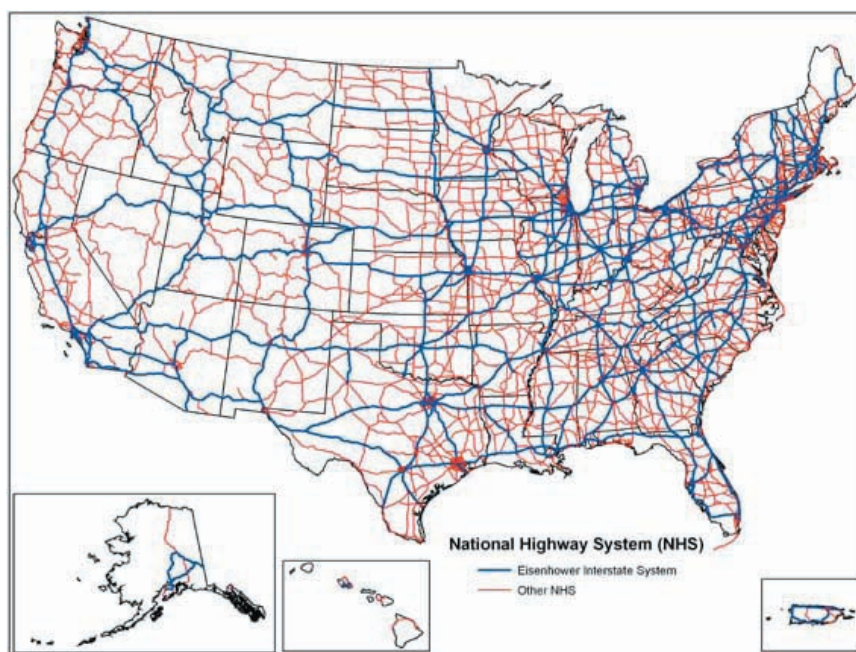 National Highway System (NHS)
Eisenhower Interstate System
Other NHS